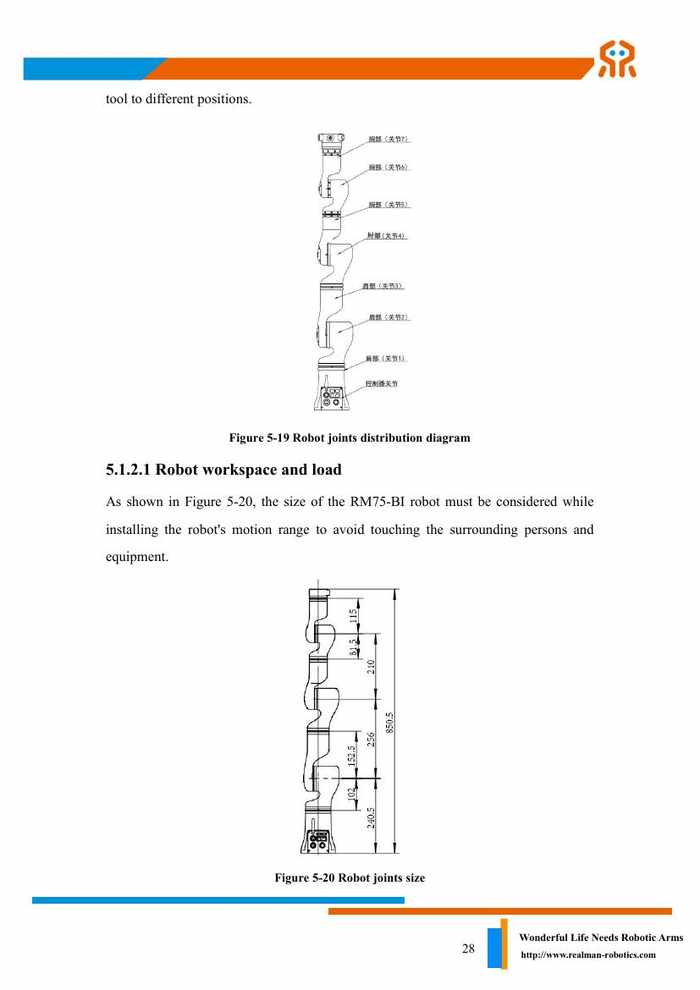 tool to different positions.
腕部（关节7）
腕部（关节6）
腕部（关节5）
肘部(关节4)
肩部（关节3）
肩部（关节2）
肩部（关节1）
控制器关节
Figure 5-19 Robot joints distribution diagram
5.1.2.1 Robot workspace and load
As shown in Figure 5-20, the size of the RM75-BI robot must be considered while
installing the robot's motion range to avoid touching the surrounding persons and
equipment.
115
81.5
210
850.5
256
152.5
102
240.5
Figure 5-20 Robot joints size
28
Wonderful Life Needs Robotic Arms
http://www.realman-robotics.com